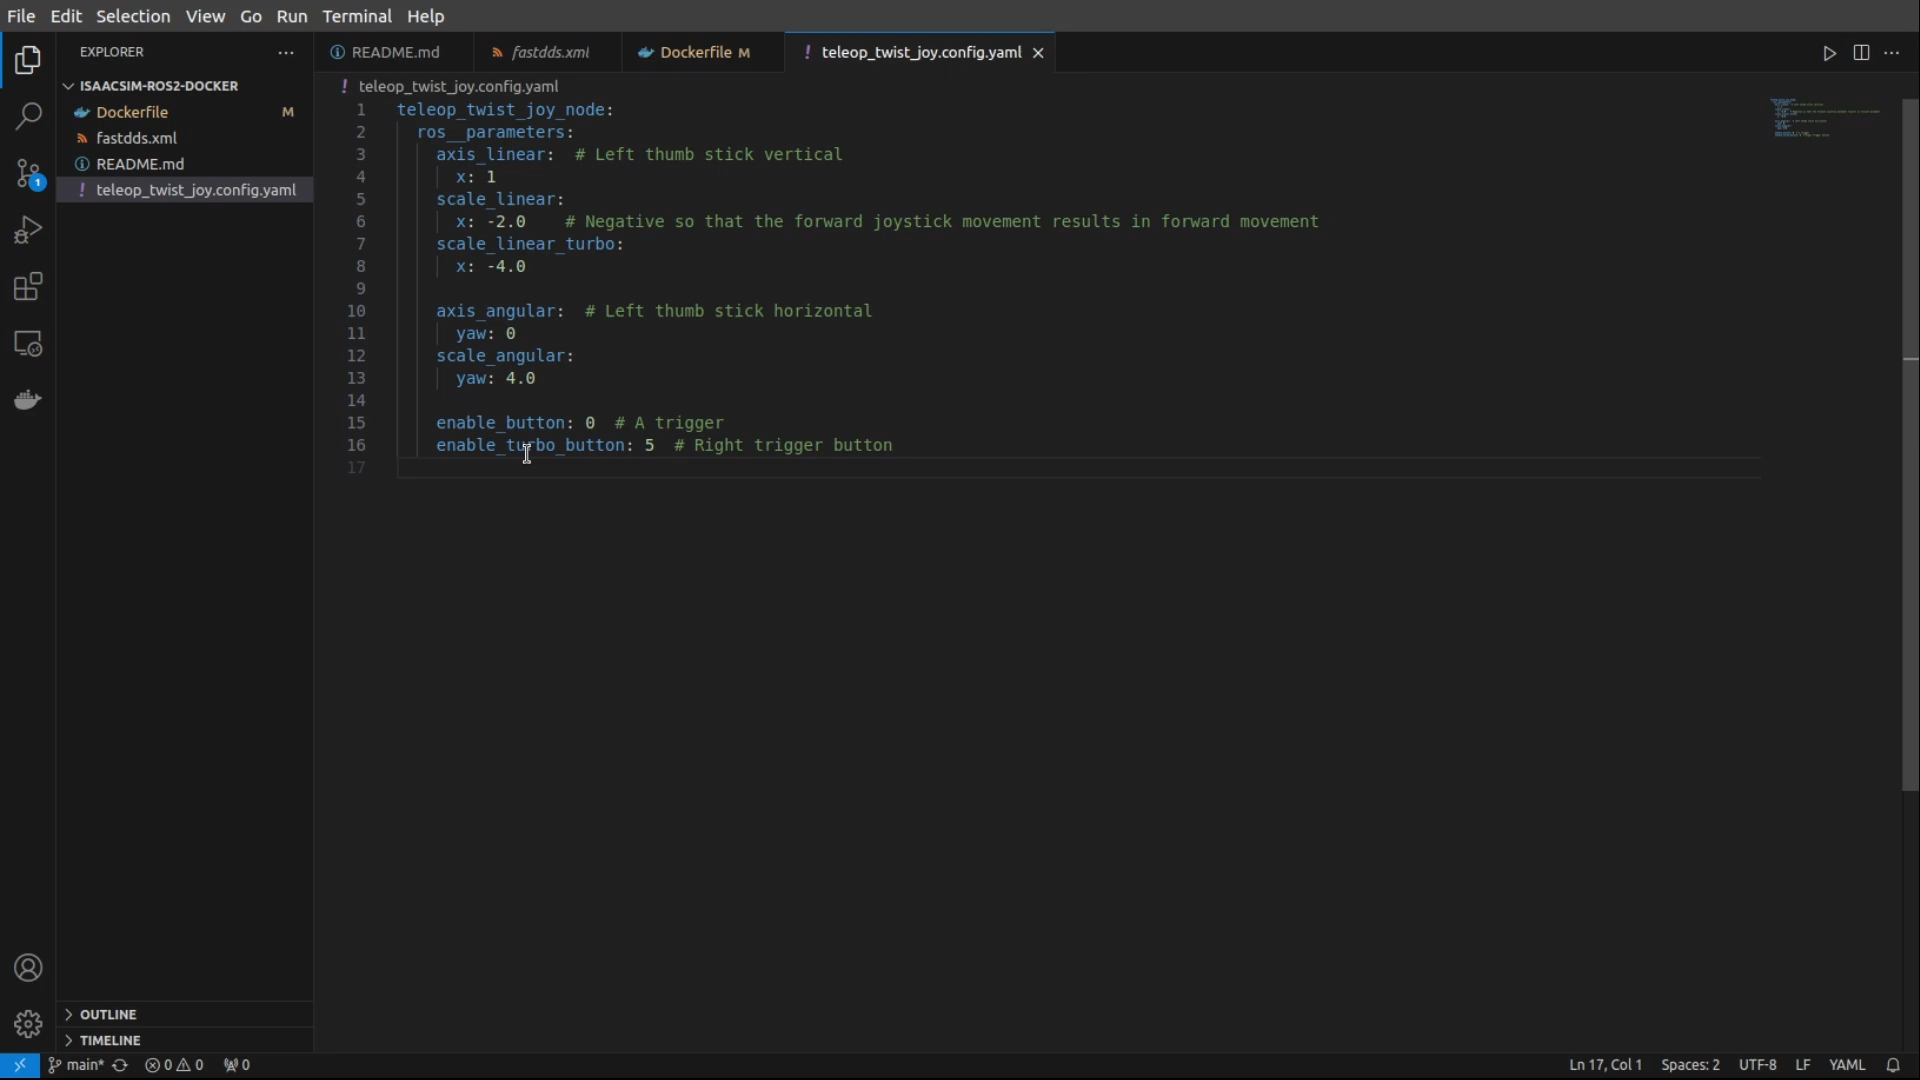 File Edit Selection View Go Run Terminal Help
EXPLORER
ISAACSIM-ROS2-DOCKER
Dockerfile M
fastdds.xml
README.md
teleop_twist_joy.config.yaml
OUTLINE
TIMELINE
README.md fastdds.xml Dockerfile M teleop_twist_joy.config.yaml
teleop_twist_joy.config.yaml
1 teleop_twist_joy_node:
2 ros__parameters:
3 axis_linear: # Left thumb stick vertical
4 x: 1
5 scale_linear:
6 x: -2.0 # Negative so that the forward joystick movement results in forward movement
7 scale_linear_turbo:
8 x: -4.0
9
10 axis_angular: # Left thumb stick horizontal
11 yaw: 0
12 scale_angular:
13 yaw: 4.0
14
15 enable_button: 0 # A trigger
16 enable_turbo_button: 5 # Right trigger button
17
1
main* 0 0 0 Ln 17, Col 1 Spaces: 2 UTF-8 LF YAML